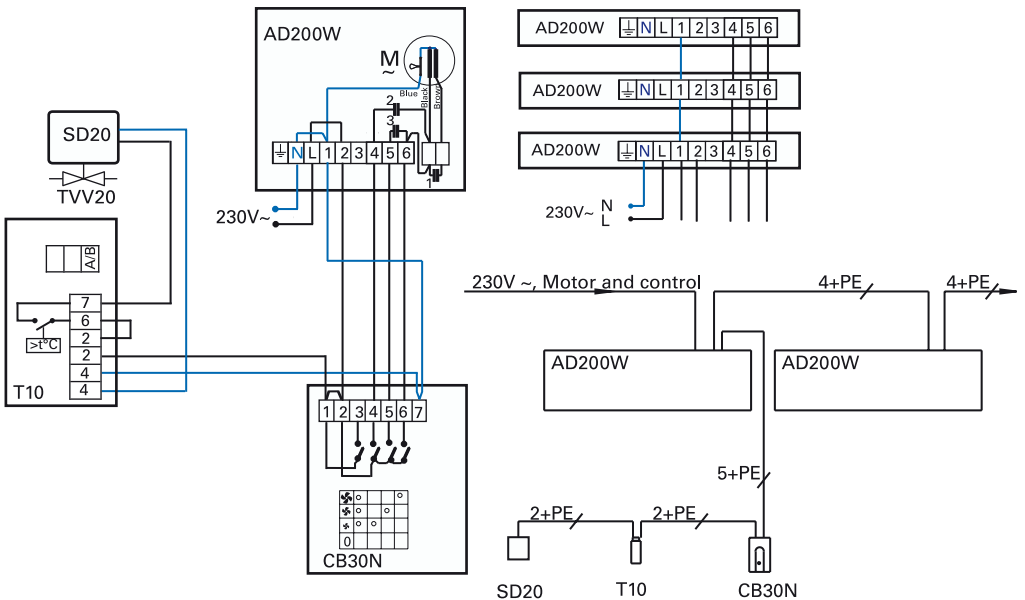 AD200W
M
~
Blue
Black
Brown
2
3
⏚ N L 1 2 3 4 5 6
1
230V~
SD20
TVV20
A/B
7
6
2
2
4
4
>t°C
T10
1 2 3 4 5 6 7
0
CB30N
AD200W ⏚ N L 1 2 3 4 5 6
AD200W ⏚ N L 1 2 3 4 5 6
AD200W ⏚ N L 1 2 3 4 5 6
230V~ N
L
230V ~, Motor and control
4+PE
4+PE
AD200W
AD200W
5+PE
2+PE
2+PE
SD20
T10
CB30N